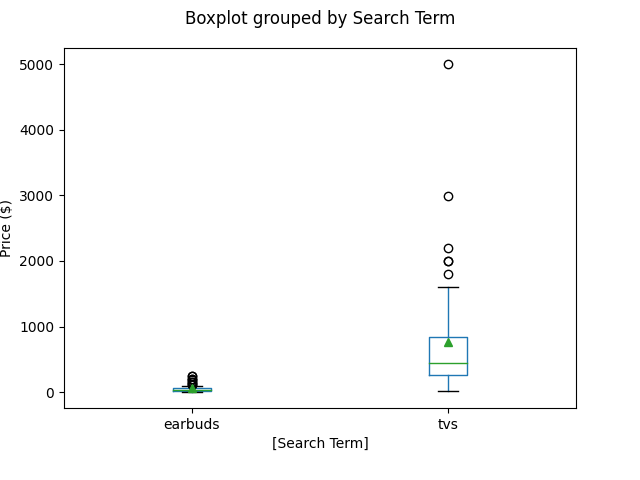 Boxplot grouped by Search Term
Price ($)
5000
4000
3000
2000
1000
0
earbuds
tvs
[Search Term]